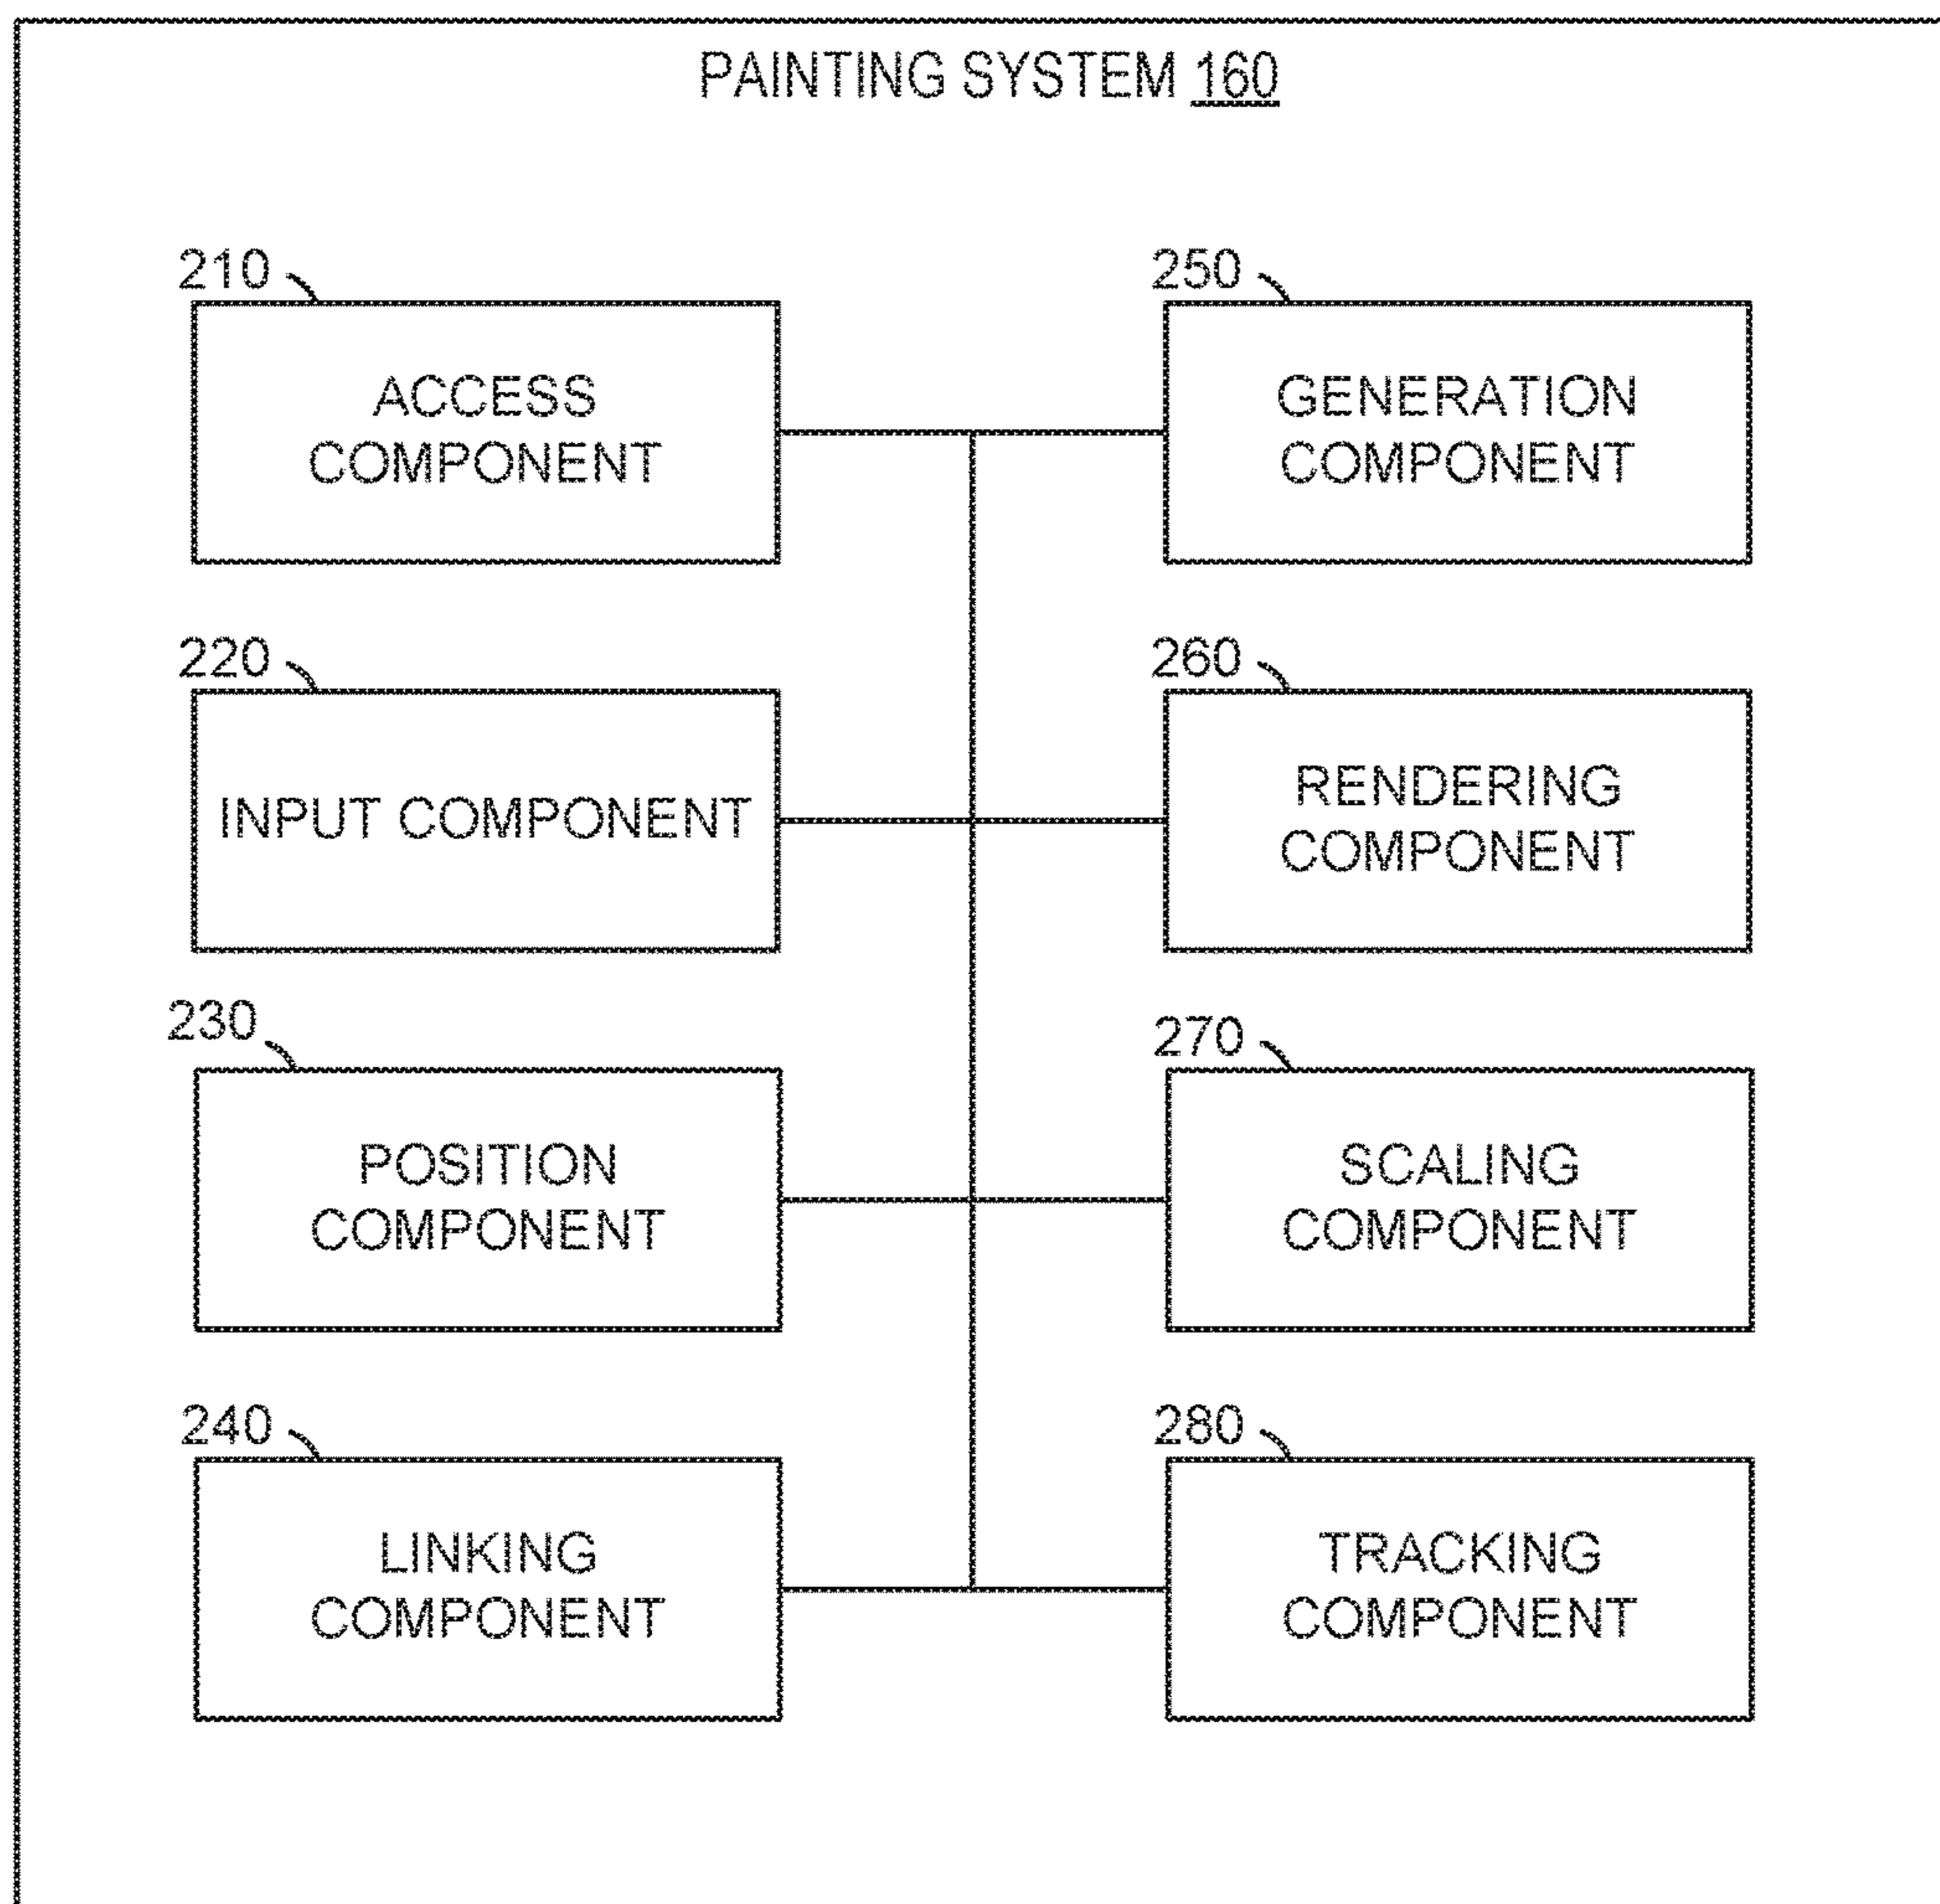 PAINTING SYSTEM 160
210
ACCESS
COMPONENT
250
GENERATION
COMPONENT
220
INPUT COMPONENT
260
RENDERING
COMPONENT
230
POSITION
COMPONENT
270
SCALING
COMPONENT
240
LINKING
COMPONENT
280
TRACKING
COMPONENT